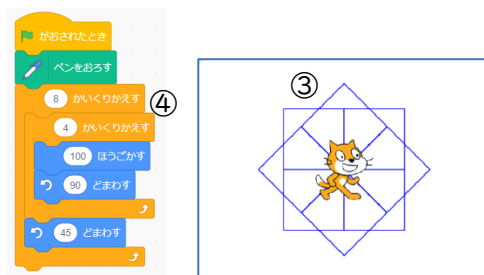 がおされたとき
ペンをおろす
8 かいくりかえす
④
4 かいくりかえす
100 ほうごかす
90 どまわす
45 どまわす
③